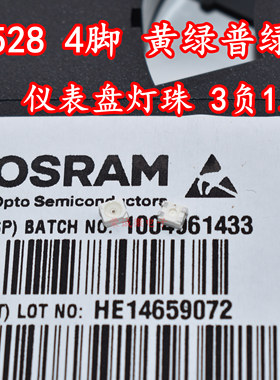 528 4脚 黄绿普绿
仪表盘灯珠 3负1
OSRAM
Opto Semiconductors
P) BATCH NO: 1004961433
T) LOT NO: HE14659072